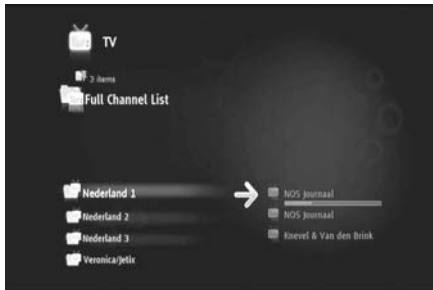 TV
3 items
Full Channel List
Nederland 1
NOS Journaal
Nederland 2
NOS Journaal
Nederland 3
Knevel & Van den Brink
Veronica/Jetix